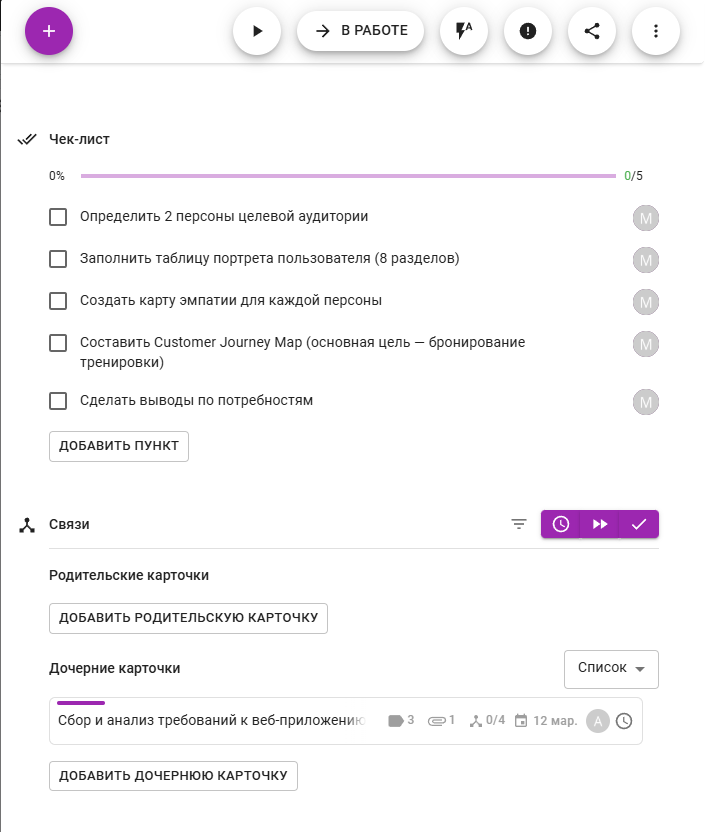 В РАБОТЕ
A
Чек-лист
0% 0/5
Определить 2 персоны целевой аудитории M
Заполнить таблицу портрета пользователя (8 разделов) M
Создать карту эмпатии для каждой персоны M
Составить Customer Journey Map (основная цель — бронирование M
тренировки)
Сделать выводы по потребностям M
ДОБАВИТЬ ПУНКТ
Связи
Родительские карточки
ДОБАВИТЬ РОДИТЕЛЬСКУЮ КАРТОЧКУ
Дочерние карточки Список
Сбор и анализ требований к веб-приложению 3 1 0/4 12 мар. A
ДОБАВИТЬ ДОЧЕРНЮЮ КАРТОЧКУ